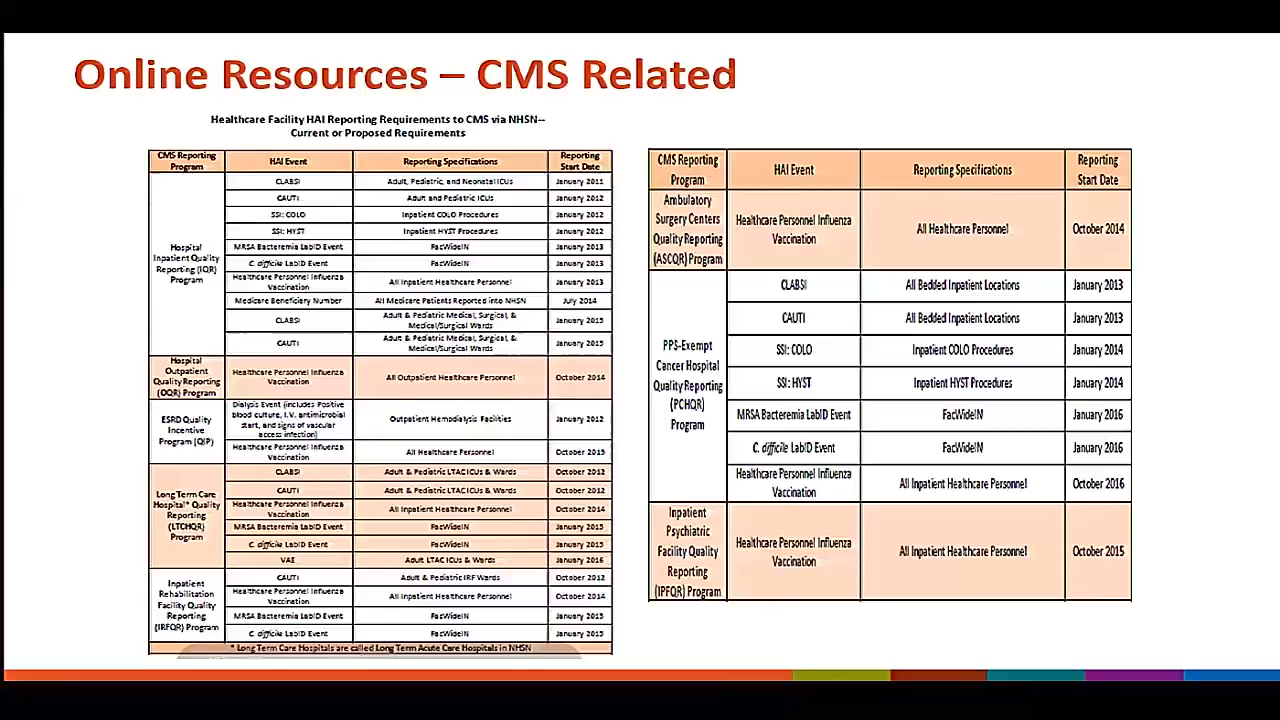 Online Resources – CMS Related
Healthcare Facility HAI Reporting Requirements to CMS via NHSN--
Current or Proposed Requirements
CMS Reporting Program HAI Event Reporting Specifications Reporting Start Date
Hospital Inpatient Quality Reporting (IQR) Program
CLABSI Adult, Pediatric, and Neonatal ICUs January 2011
CAUTI Adult and Pediatric ICUs January 2012
SSI: COLO Inpatient COLO Procedures January 2012
SSI: HYST Inpatient HYST Procedures January 2012
MRSA Bacteremia LabID Event FacWideIN January 2013
C. difficile LabID Event FacWideIN January 2013
Healthcare Personnel Influenza Vaccination All Inpatient Healthcare Personnel January 2013
Medicare Beneficiary Number All Medicare Patients Reported into NHSN July 2014
CLABSI Adult & Pediatric Medical, Surgical, & Medical/Surgical Wards January 2015
CAUTI Adult & Pediatric Medical, Surgical, & Medical/Surgical Wards January 2015
Hospital Outpatient Quality Reporting (OQR) Program
Healthcare Personnel Influenza Vaccination All Outpatient Healthcare Personnel October 2014
ESRD Quality Incentive Program (QIP)
Dialysis Event (includes Positive blood culture, I.V. antimicrobial start, and signs of vascular access infection) Outpatient Hemodialysis Facilities January 2012
Healthcare Personnel Influenza Vaccination All Healthcare Personnel October 2015
Long Term Care Hospital* Quality Reporting (LTCHQR) Program
CLABSI Adult & Pediatric LTAC ICUs & Wards October 2012
CAUTI Adult & Pediatric LTAC ICUs & Wards October 2012
Healthcare Personnel Influenza Vaccination All Inpatient Healthcare Personnel October 2014
MRSA Bacteremia LabID Event FacWideIN January 2015
C. difficile LabID Event FacWideIN January 2015
VAE Adult LTAC ICUs & Wards January 2016
Inpatient Rehabilitation Facility Quality Reporting (IRFQR) Program
CAUTI Adult & Pediatric IRF Wards October 2012
Healthcare Personnel Influenza Vaccination All Inpatient Healthcare Personnel October 2014
MRSA Bacteremia LabID Event FacWideIN January 2015
C. difficile LabID Event FacWideIN January 2015
* Long Term Care Hospitals are called Long Term Acute Care Hospitals in NHSN
CMS Reporting Program HAI Event Reporting Specifications Reporting Start Date
Ambulatory Surgery Centers Quality Reporting (ASCQR) Program
Healthcare Personnel Influenza Vaccination All Healthcare Personnel October 2014
PPS-Exempt Cancer Hospital Quality Reporting (PCHQR) Program
CLABSI All Bedded Inpatient Locations January 2013
CAUTI All Bedded Inpatient Locations January 2013
SSI: COLO Inpatient COLO Procedures January 2014
SSI: HYST Inpatient HYST Procedures January 2014
MRSA Bacteremia LabID Event FacWideIN January 2016
C. difficile LabID Event FacWideIN January 2016
Healthcare Personnel Influenza Vaccination All Inpatient Healthcare Personnel October 2016
Inpatient Psychiatric Facility Quality Reporting (IPFQR) Program
Healthcare Personnel Influenza Vaccination All Inpatient Healthcare Personnel October 2015